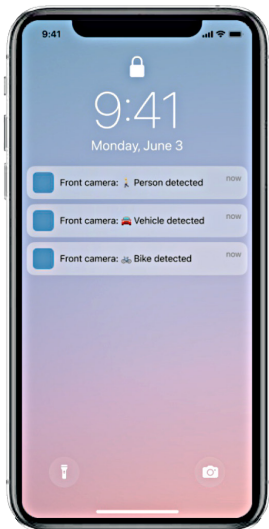 9:41
9:41
Monday, June 3
Front camera: 🚶 Person detected now
Front camera: 🚘 Vehicle detected now
Front camera: 🚲 Bike detected now